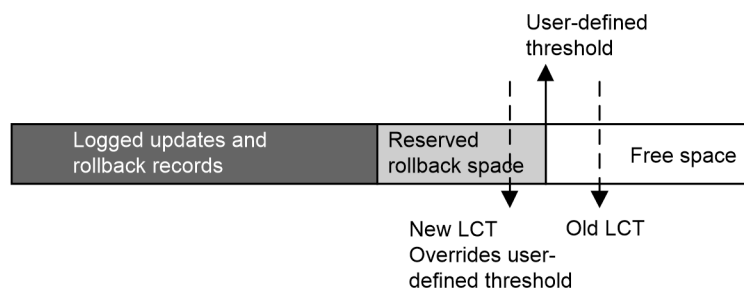 User-defined
threshold
Logged updates and
rollback records
Reserved
rollback space
Free space
New LCT
Overrides user-
defined threshold
Old LCT